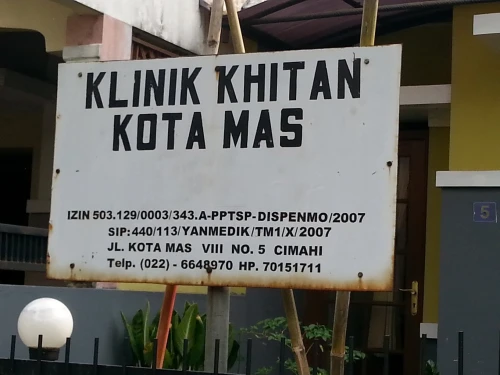 KLINIK KHITAN
KOTA MAS
IZIN 503.129/0003/343.A-PPTSP-DISPENMO/2007
SIP:440/113/YANMEDIK/TM1/X/2007
JL. KOTA MAS VIII NO. 5 CIMAHI
Telp. (022) - 6648970 HP. 70151711
5